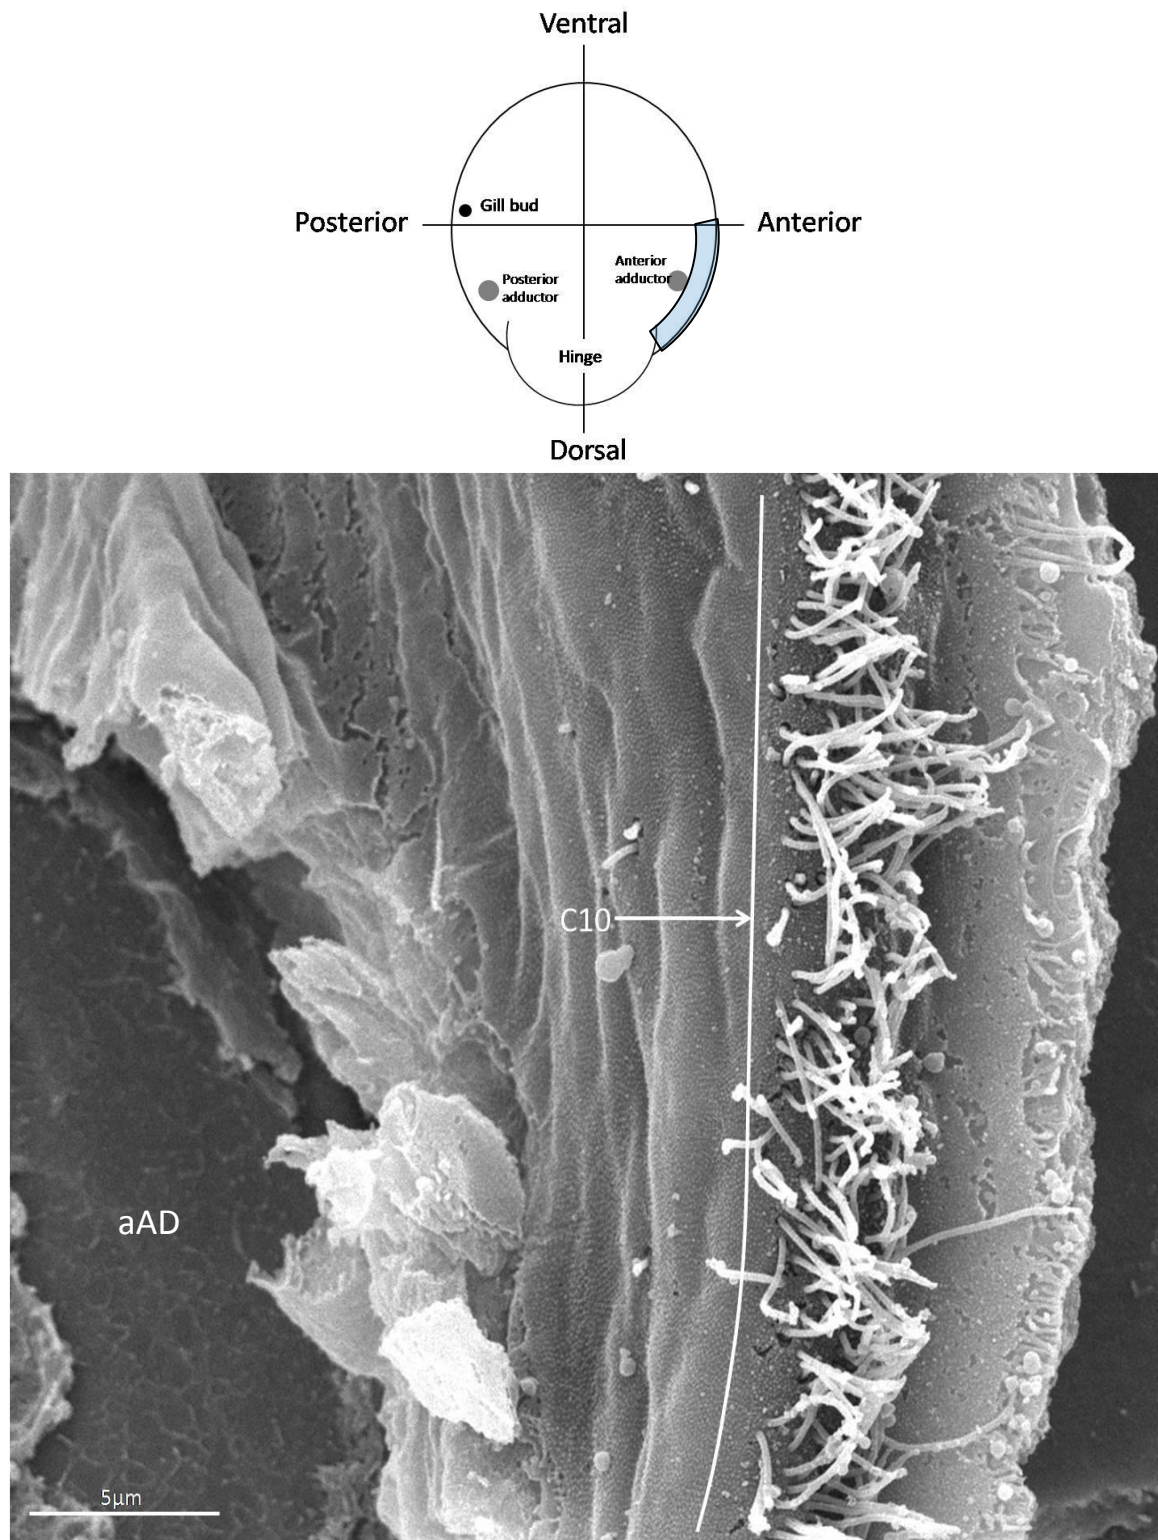 Ventral
Gill bud
Posterior
Anterior
Anterior
adductor
Posterior
adductor
Hinge
Dorsal
C10
aAD
5µm